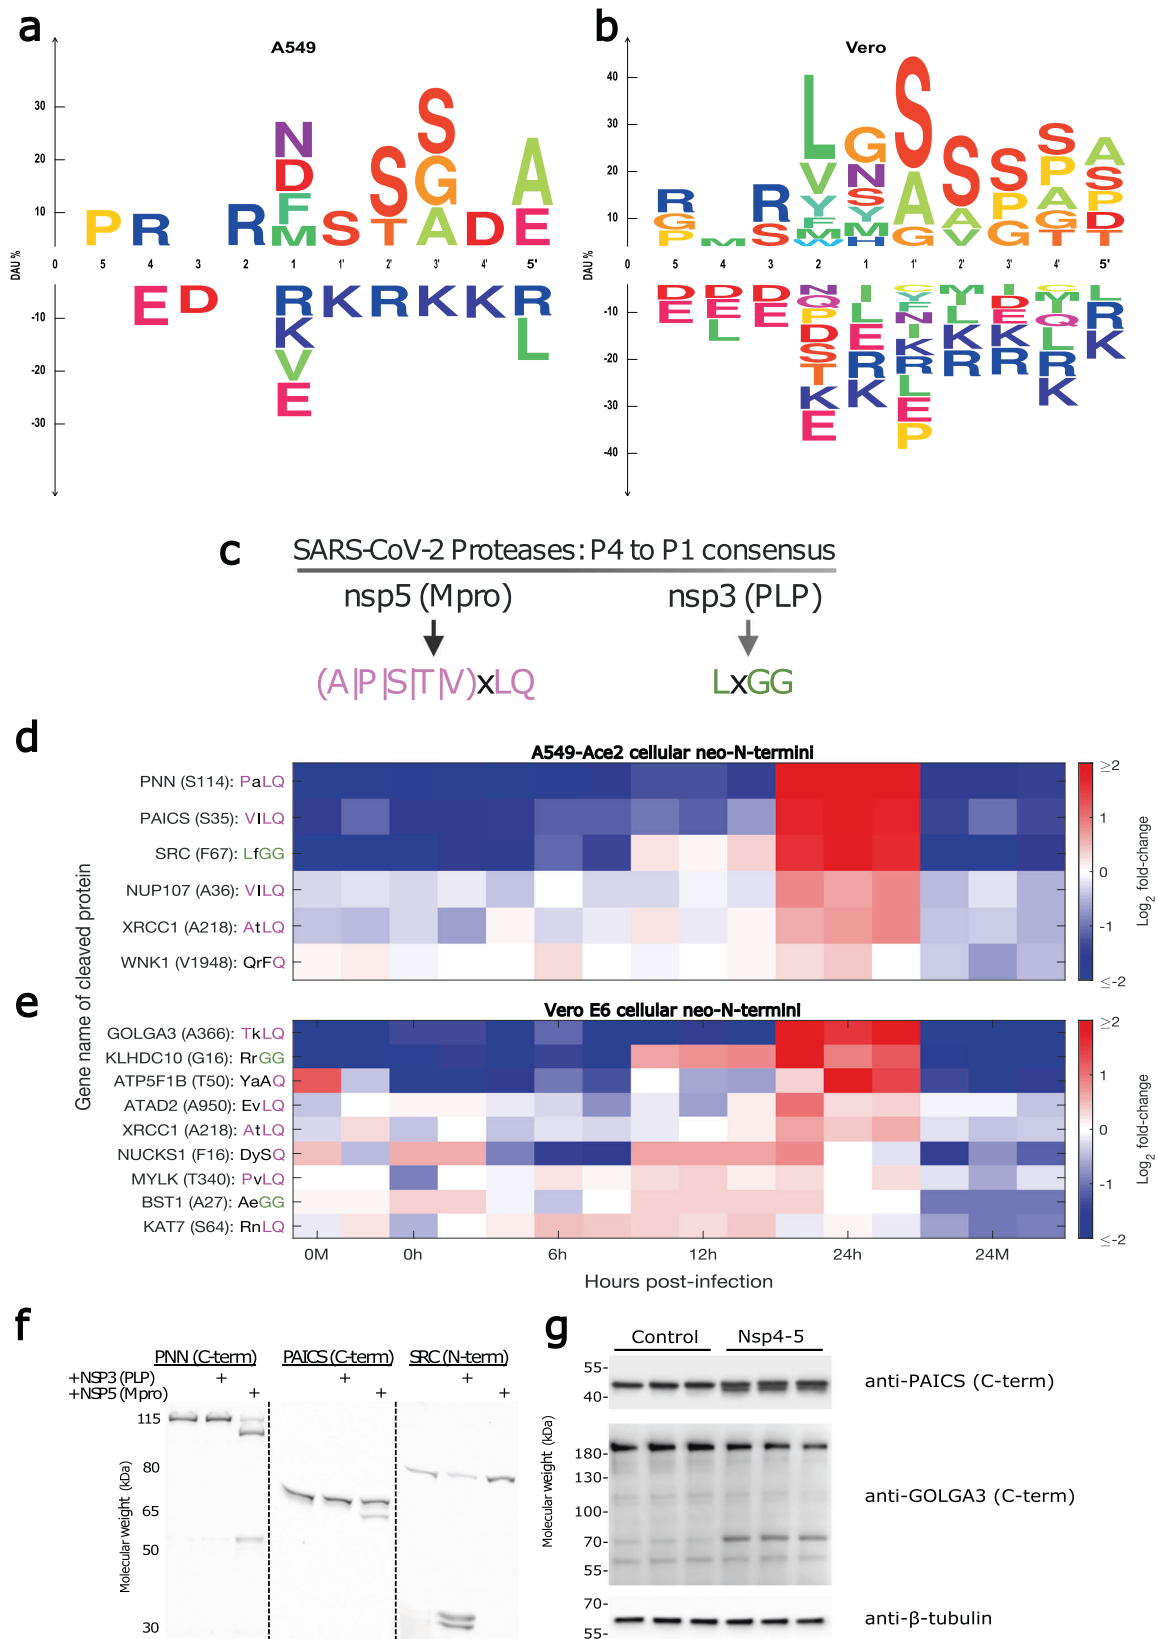 a
A549
30
20
10
0
-10
-20
-30
DAU %
N
D
F
M
S
S
T
S
G
A
D
A
E
P
R
R
5
4
3
2
1
1'
2'
3'
4'
5'
E
D
R
K
V
E
K
R
K
K
R
L
b
Vero
40
30
20
10
0
-10
-20
-30
-40
DAU %
R
G
P
M
R
S
L
V
Y
F
M
W
G
N
S
Y
M
H
S
A
G
S
A
V
S
P
G
S
P
A
G
T
A
S
P
D
T
5
4
3
2
1
1'
2'
3'
4'
5'
D
E
D
E
L
D
E
N
Q
P
D
S
T
K
E
I
L
E
R
K
C
Y
F
N
I
K
R
L
E
P
M
Y
L
K
R
I
D
E
K
R
C
Y
Q
L
R
K
L
R
K
c
SARS-CoV-2 Proteases: P4 to P1 consensus
nsp5 (Mpro) nsp3 (PLP)
(A|P|S|T|V)xLQ LxGG
d
A549-Ace2 cellular neo-N-termini
PNN (S114): PaLQ
PAICS (S35): VlLQ
SRC (F67): LfGG
NUP107 (A36): VlLQ
XRCC1 (A218): AtLQ
WNK1 (V1948): QrFQ
≥2
1
0
-1
≤-2
Log2 fold-change
Gene name of cleaved protein
e
Vero E6 cellular neo-N-termini
GOLGA3 (A366): TkLQ
KLHDC10 (G16): RrGG
ATP5F1B (T50): YaAQ
ATAD2 (A950): EvLQ
XRCC1 (A218): AtLQ
NUCKS1 (F16): DySQ
MYLK (T340): PvLQ
BST1 (A27): AeGG
KAT7 (S64): RnLQ
≥2
1
0
-1
≤-2
Log2 fold-change
0M 0h 6h 12h 24h 24M
Hours post-infection
f
PNN (C-term) PAICS (C-term) SRC (N-term)
+NSP3 (PLP) + + +
+NSP5 (Mpro) + + +
115
80
65
50
30
Molecular weight (kDa)
g
Control Nsp4-5
55-
40-
anti-PAICS (C-term)
180-
130-
100-
70-
55-
anti-GOLGA3 (C-term)
Molecular weight (kDa)
70-
55-
anti-β-tubulin